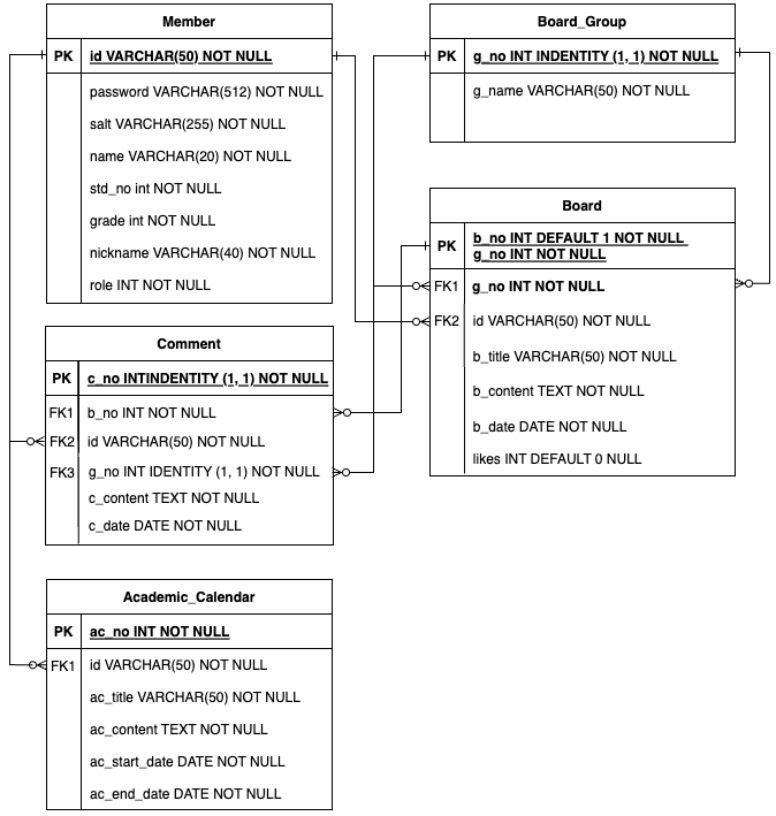 Member
PK id VARCHAR(50) NOT NULL
password VARCHAR(512) NOT NULL
salt VARCHAR(255) NOT NULL
name VARCHAR(20) NOT NULL
std_no int NOT NULL
grade int NOT NULL
nickname VARCHAR(40) NOT NULL
role INT NOT NULL
Board_Group
PK g_no INT INDENTITY (1, 1) NOT NULL
g_name VARCHAR(50) NOT NULL
Board
PK b_no INT DEFAULT 1 NOT NULL
g_no INT NOT NULL
FK1 g_no INT NOT NULL
FK2 id VARCHAR(50) NOT NULL
b_title VARCHAR(50) NOT NULL
b_content TEXT NOT NULL
b_date DATE NOT NULL
likes INT DEFAULT 0 NULL
Comment
PK c_no INTINDENTITY (1, 1) NOT NULL
FK1 b_no INT NOT NULL
FK2 id VARCHAR(50) NOT NULL
FK3 g_no INT IDENTITY (1, 1) NOT NULL
c_content TEXT NOT NULL
c_date DATE NOT NULL
Academic_Calendar
PK ac_no INT NOT NULL
FK1 id VARCHAR(50) NOT NULL
ac_title VARCHAR(50) NOT NULL
ac_content TEXT NOT NULL
ac_start_date DATE NOT NULL
ac_end_date DATE NOT NULL